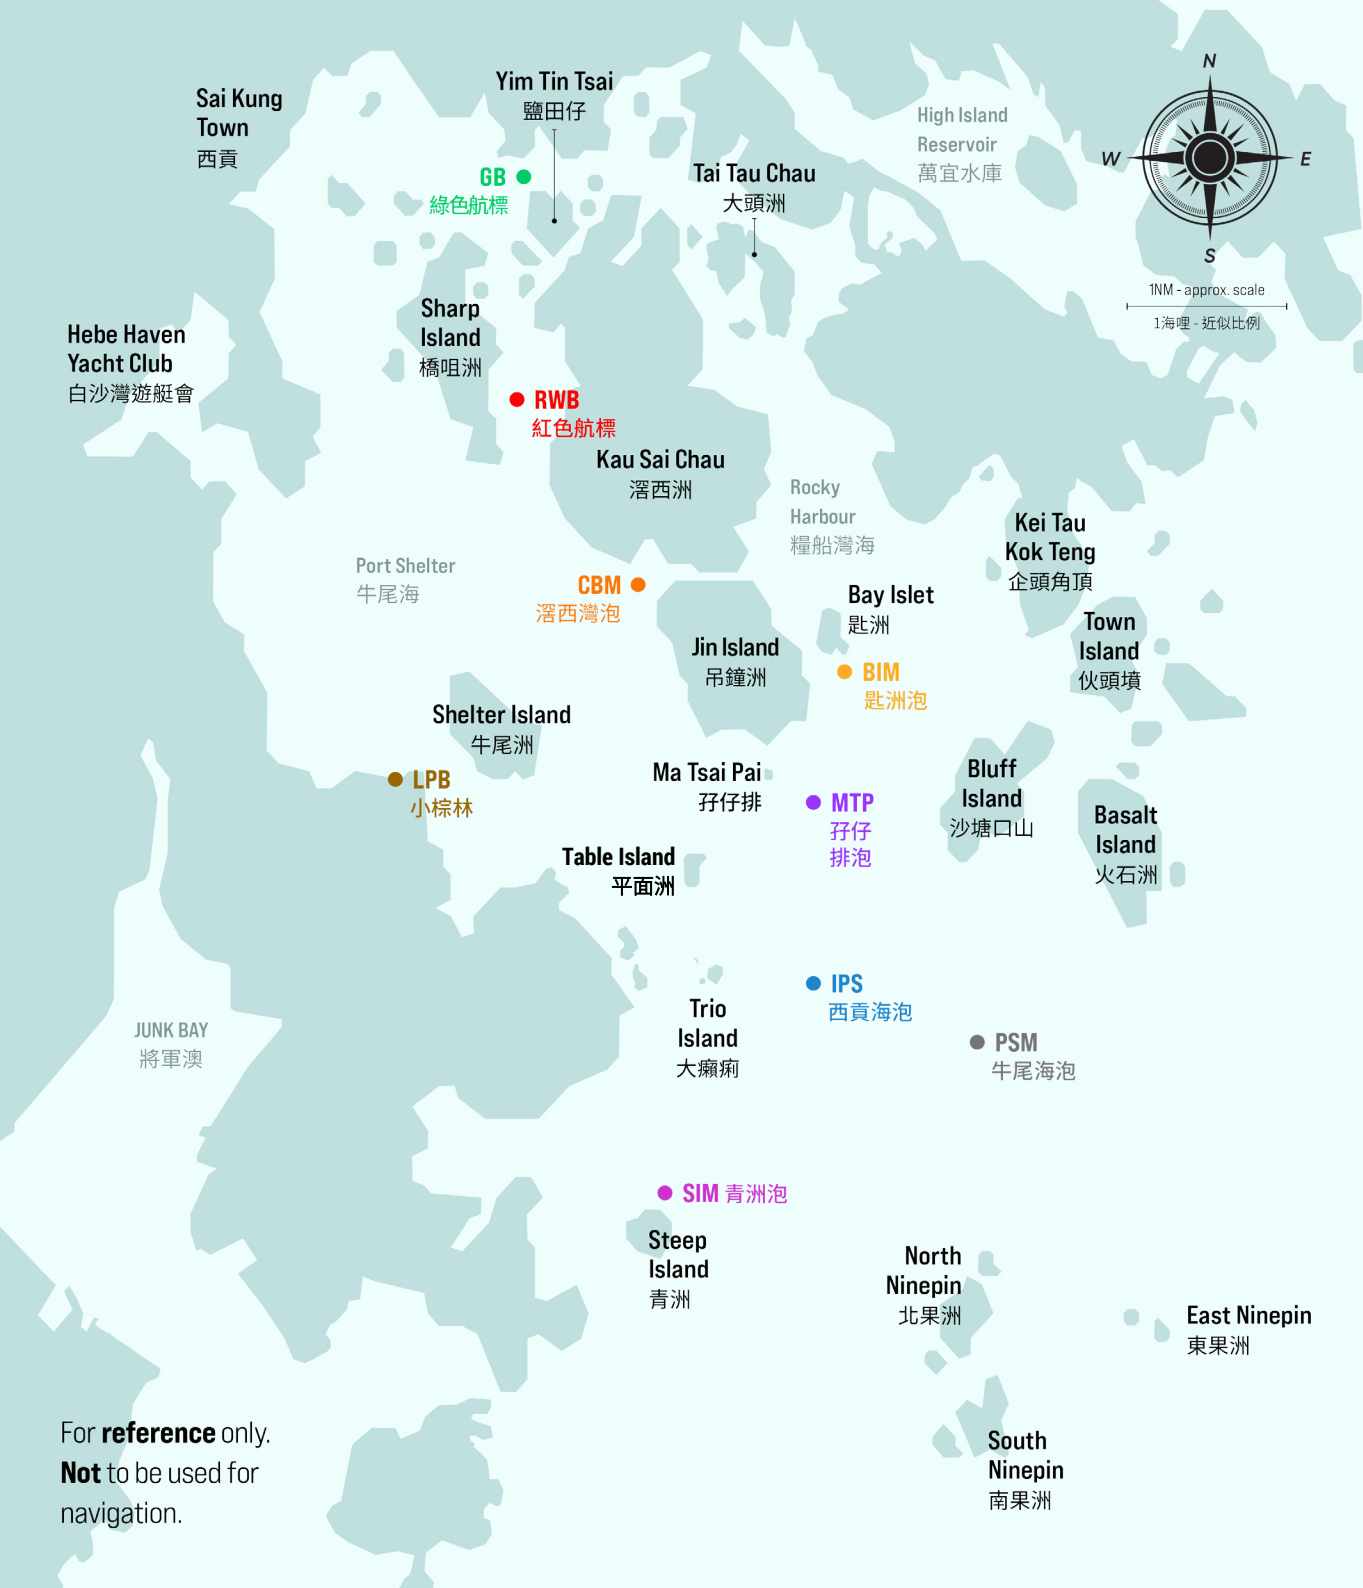 N
W
E
S
1NM - approx. scale
1海哩 - 近似比例
Yim Tin Tsai
鹽田仔
Sai Kung
Town
西貢
High Island
Reservoir
萬宜水庫
GB
綠色航標
Tai Tau Chau
大頭洲
Sharp
Island
橋咀洲
Hebe Haven
Yacht Club
白沙灣遊艇會
RWB
紅色航標
Kau Sai Chau
滘西洲
Rocky
Harbour
糧船灣海
Kei Tau
Kok Teng
企頭角頂
Port Shelter
牛尾海
CBM
滘西灣泡
Bay Islet
匙洲
Jin Island
吊鐘洲
Town
Island
伙頭墳
BIM
匙洲泡
Shelter Island
牛尾洲
LPB
小棕林
Ma Tsai Pai
孖仔排
MTP
孖仔
排泡
Bluff
Island
沙塘口山
Basalt
Island
火石洲
Table Island
平面洲
IPS
西貢海泡
Trio
Island
大癩痢
JUNK BAY
將軍澳
PSM
牛尾海泡
SIM 青洲泡
Steep
Island
青洲
North
Ninepin
北果洲
East Ninepin
東果洲
South
Ninepin
南果洲
For reference only.
Not to be used for
navigation.